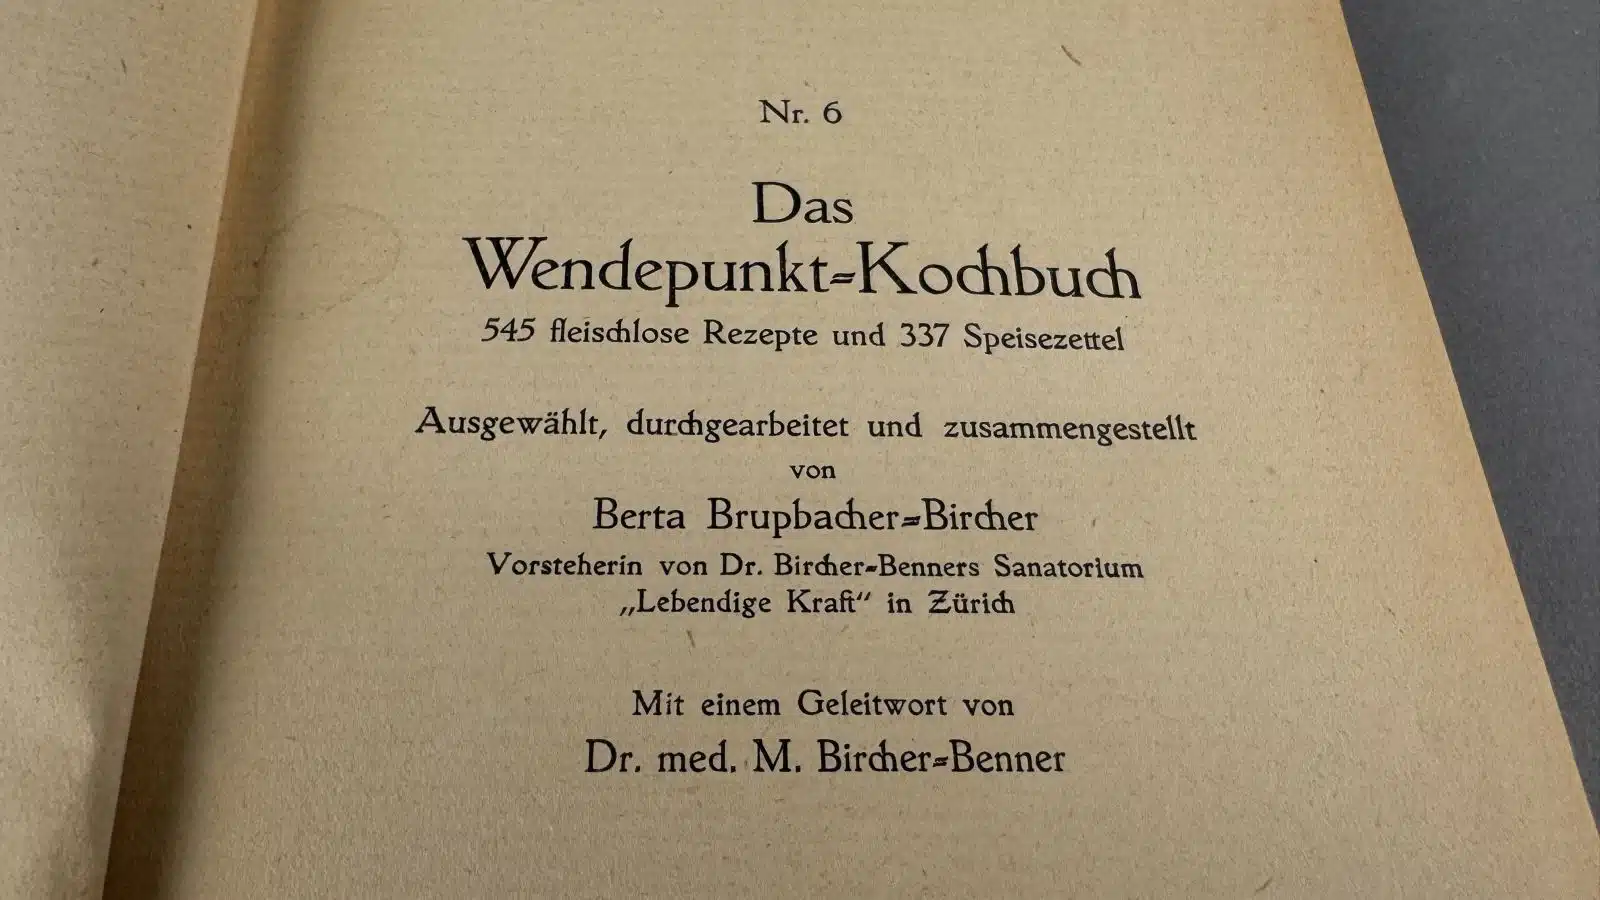 Nr. 6
Das
Wendepunkt=Kochbuch
545 fleischlose Rezepte und 337 Speisezettel
Ausgewählt, durchgearbeitet und zusammengestellt
von
Berta Brupbacher=Bircher
Vorsteherin von Dr. Bircher=Benners Sanatorium
„Lebendige Kraft“ in Zürich
Mit einem Geleitwort von
Dr. med. M. Bircher=Benner